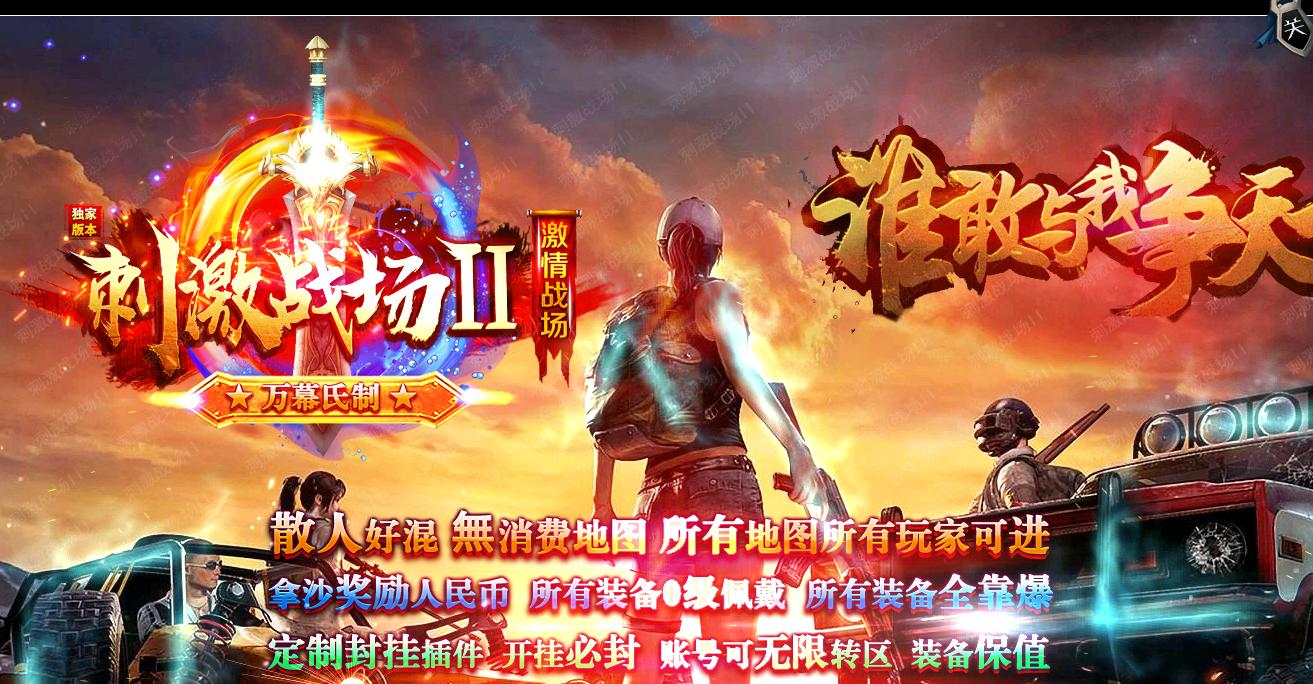 关
独家
版本
刺激战场II
激情战场
万幕氏制
谁敢与我争天
散人好混 無消费地图 所有地图所有玩家可进
拿沙奖励人民币 所有装备0级佩戴 所有装备全靠爆
定制封挂插件 开挂必封 账号可无限转区 装备保值